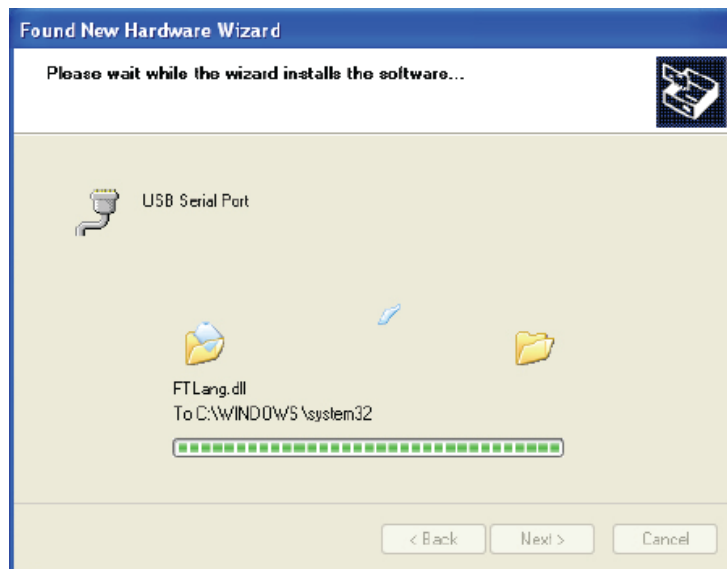 Found New Hardware Wizard
Please wait while the wizard installs the software...
USB Serial Port
FTLang.dll
To C:\WINDOWS\system32
< Back
Next >
Cancel